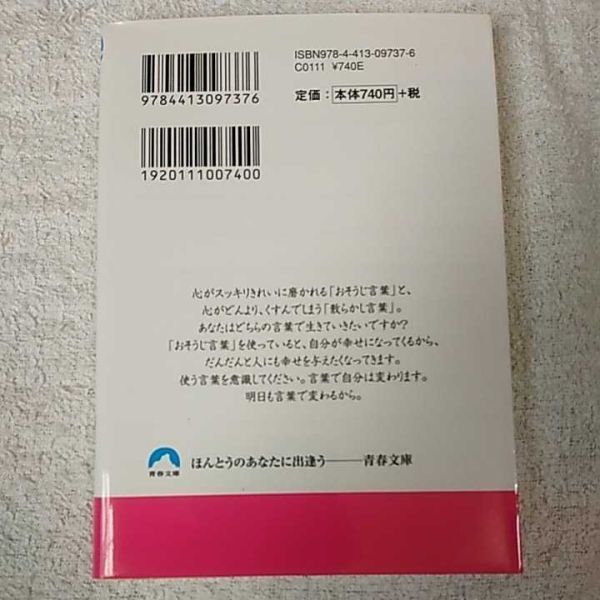 ISBN978-4-413-09737-6
C0111 ¥740E
9784413097376
定価：本体740円+税
1920111007400
心がスッキリきれいに磨かれる「おそうじ言葉」と、
心がどんより、くすんでしまう「散らかし言葉」。
あなたはどちらの言葉で生きていきたいですか?
「おそうじ言葉」を使っていると、自分が幸せになってくるから、
だんだんと人にも幸せを与えたくなってきます。
使う言葉を意識してください。言葉で自分は変わります。
明日も言葉で変わるから。
青春文庫
ほんとうのあなたに出逢う――青春文庫